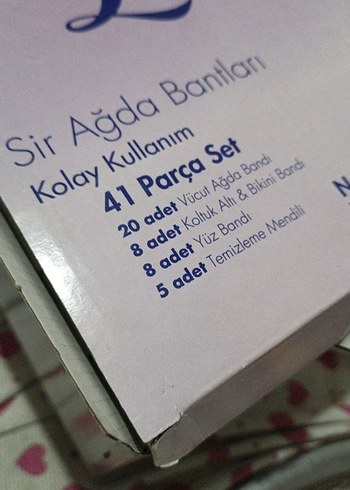 Sir Ağda Bantları
Kolay Kullanım
41 Parça Set
20 adet Vücut Ağda Bandı
8 adet Koltuk Altı & Bikini Bandı
8 adet Yüz Bandı
5 adet Temizleme Mendili